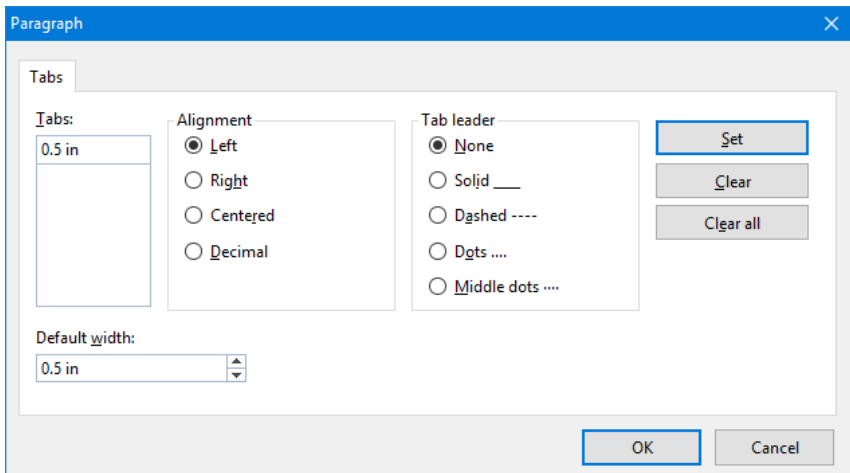 Paragraph
Tabs
Tabs:
0.5 in
Alignment
Left
Right
Centered
Decimal
Tab leader
None
Solid ___
Dashed ----
Dots ....
Middle dots ····
Set
Clear
Clear all
Default width:
0.5 in
OK
Cancel